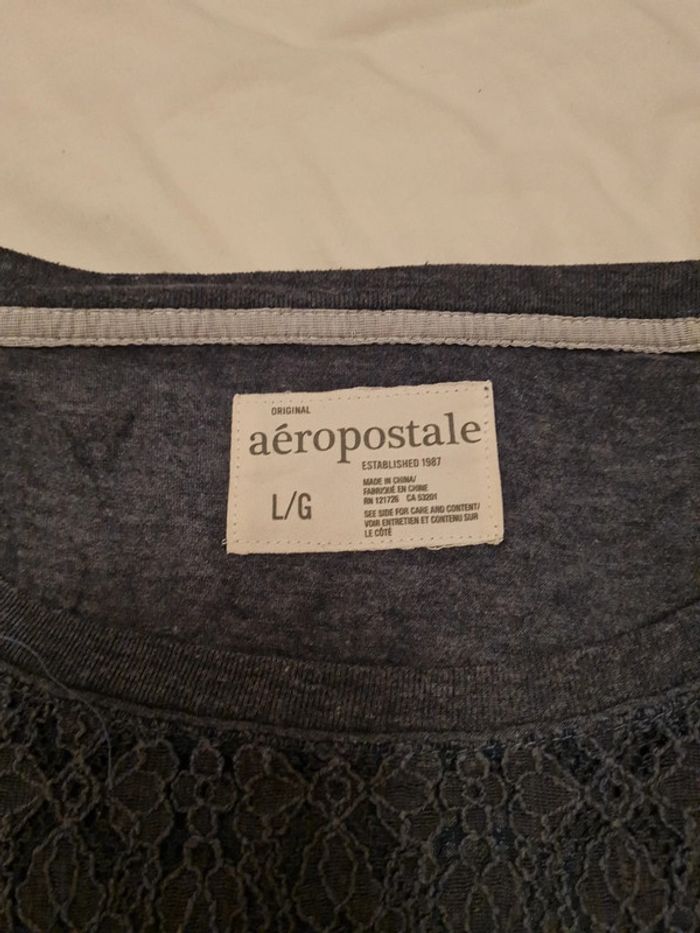 ORIGINAL
aéropostale
ESTABLISHED 1987
L/G
MADE IN CHINA/
FABRIQUÉ EN CHINE
RN 121726 CA 53201
SEE SIDE FOR CARE AND CONTENT/
VOIR ENTRETIEN ET CONTENU SUR
LE CÔTÉ